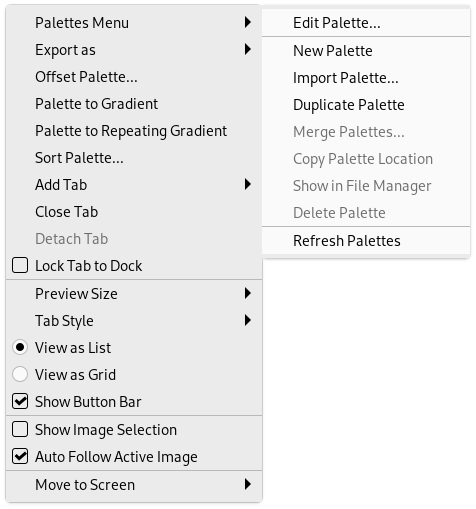 Palettes Menu
Export as
Offset Palette...
Palette to Gradient
Palette to Repeating Gradient
Sort Palette...
Add Tab
Close Tab
Detach Tab
Lock Tab to Dock
Preview Size
Tab Style
View as List
View as Grid
Show Button Bar
Show Image Selection
Auto Follow Active Image
Move to Screen
Edit Palette...
New Palette
Import Palette...
Duplicate Palette
Merge Palettes...
Copy Palette Location
Show in File Manager
Delete Palette
Refresh Palettes